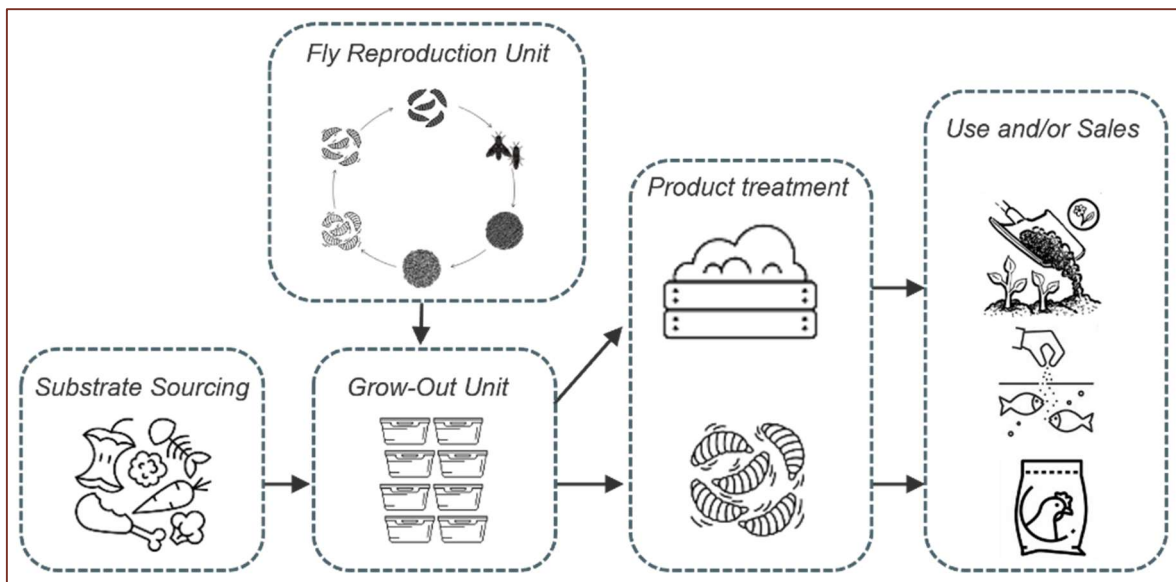 Fly Reproduction Unit
Use and/or Sales
Product treatment
Substrate Sourcing
Grow-Out Unit